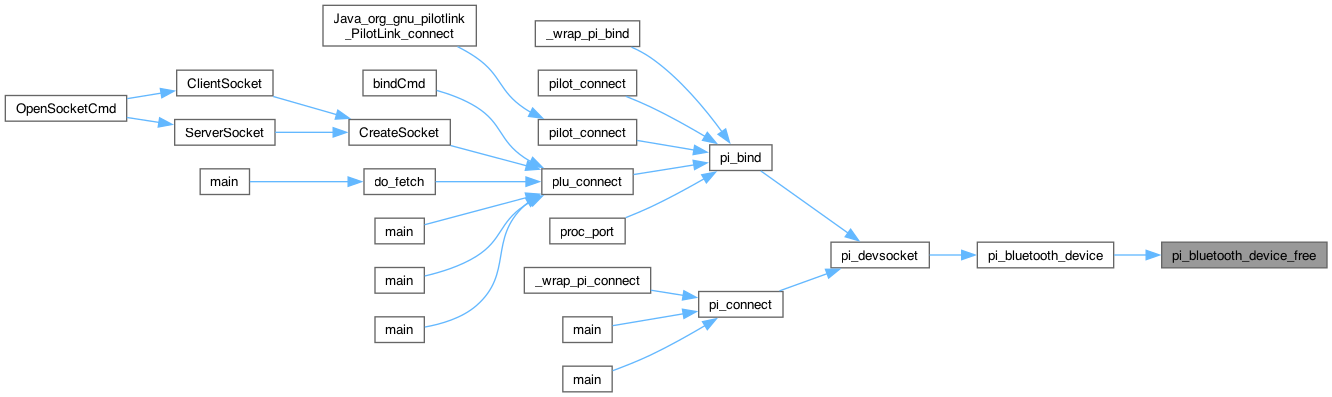 Java_org_gnu_pilotlink
_PilotLink_connect
_wrap_pi_bind
ClientSocket
bindCmd
pilot_connect
OpenSocketCmd
ServerSocket
CreateSocket
pilot_connect
pi_bind
main
do_fetch
plu_connect
main
proc_port
pi_devsocket
pi_bluetooth_device
pi_bluetooth_device_free
main
_wrap_pi_connect
pi_connect
main
main
main